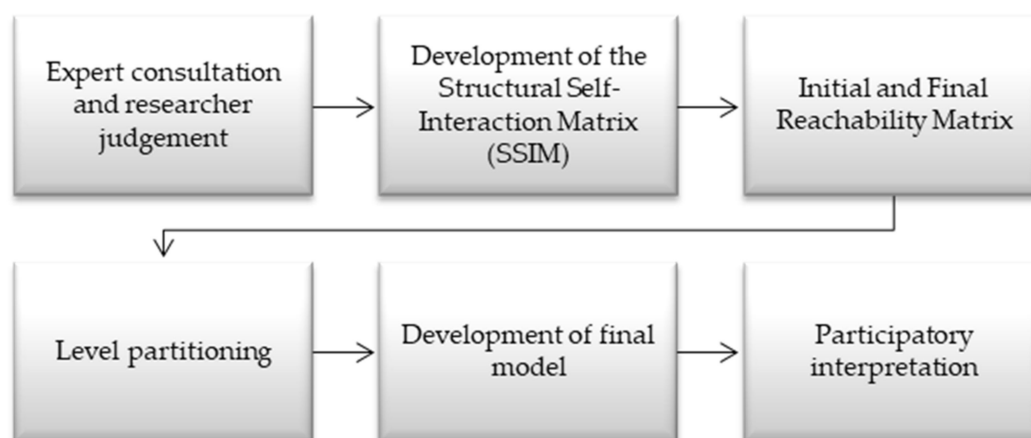 Expert consultation
and researcher
judgement
Development of the
Structural Self-
Interaction Matrix
(SSIM)
Initial and Final
Reachability Matrix
Level partitioning
Development of final
model
Participatory
interpretation